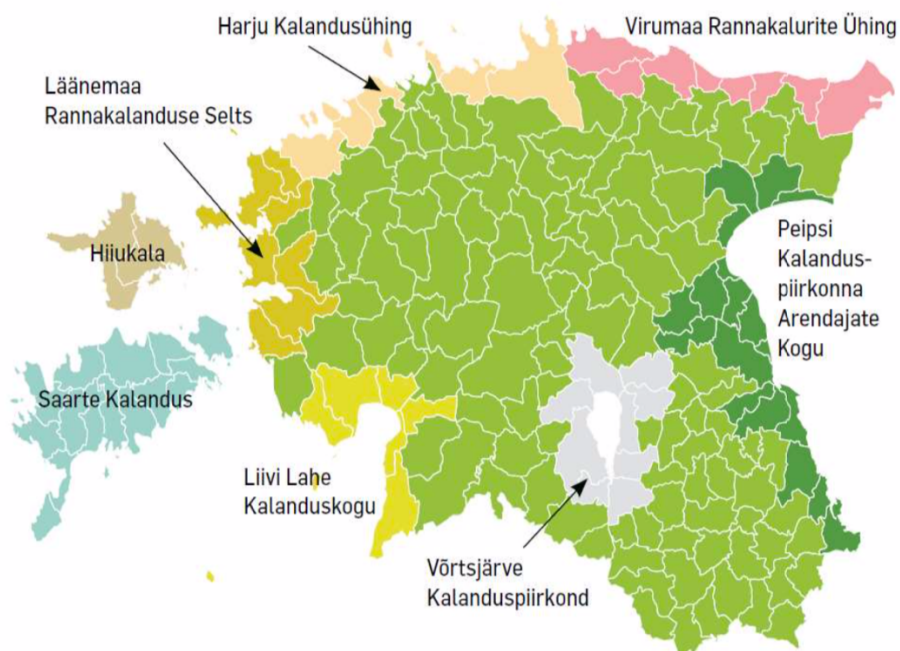 Harju Kalandusühing
Virumaa Rannakalurite Ühing
Läänemaa
Rannakalanduse Selts
Hiiukala
Peipsi
Kalandus-
piirkonna
Arendajate
Kogu
Saarte Kalandus
Liivi Lahe
Kalanduskogu
Võrtsjärve
Kalanduspiirkond